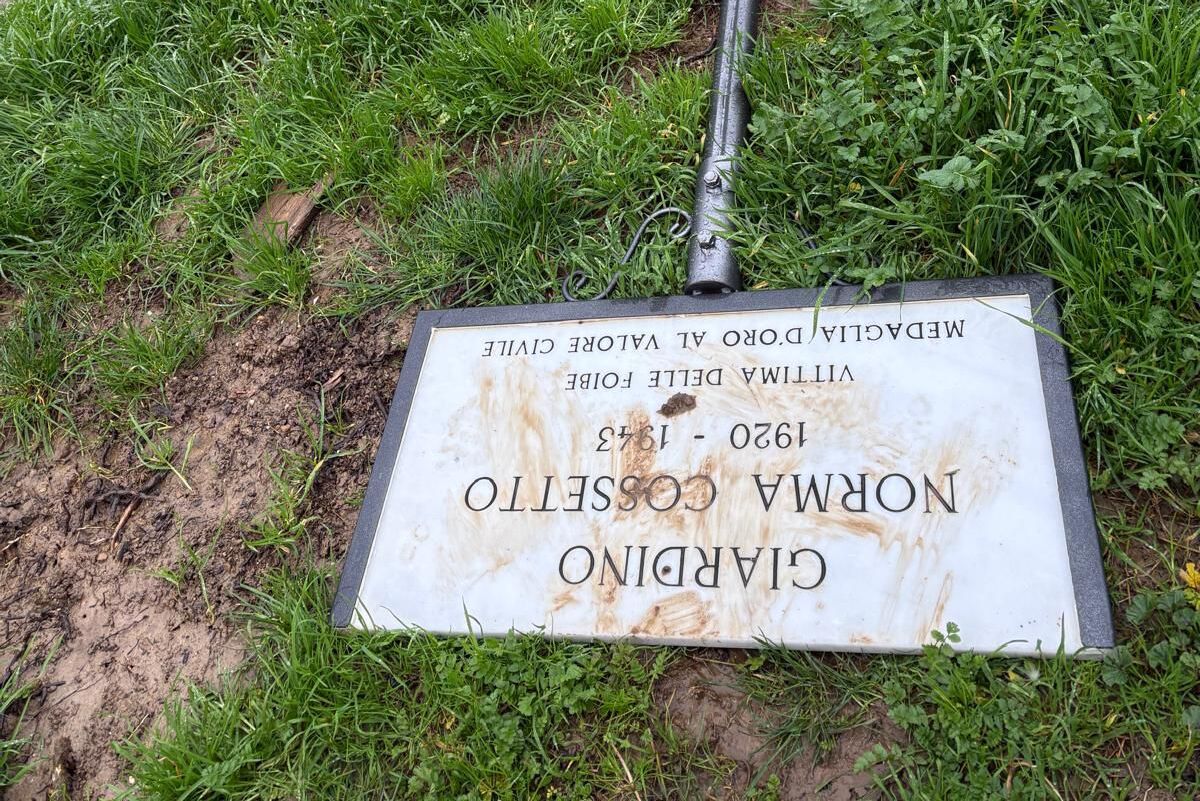 GIARDINO
NORMA COSSETTO
1920 - 1943
VITTIMA DELLE FOIBE
MEDAGLIA D'ORO AL VALORE CIVILE